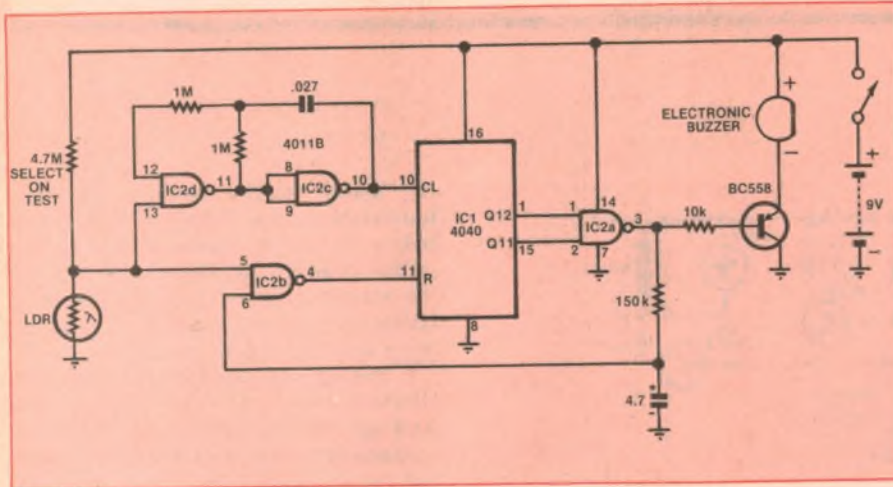 1M
.027
4.7M
SELECT
ON
TEST
1M
4011B
12
13
IC2d
11
8
9
IC2c
10
10
CL
16
IC1
4040
Q12
1
Q11
15
1
2
14
IC2a
7
3
10k
BC558
ELECTRONIC
BUZZER
+
−
+
9V
−
5
6
IC2b
4
11
R
8
150k
LDR
4.7
+
-